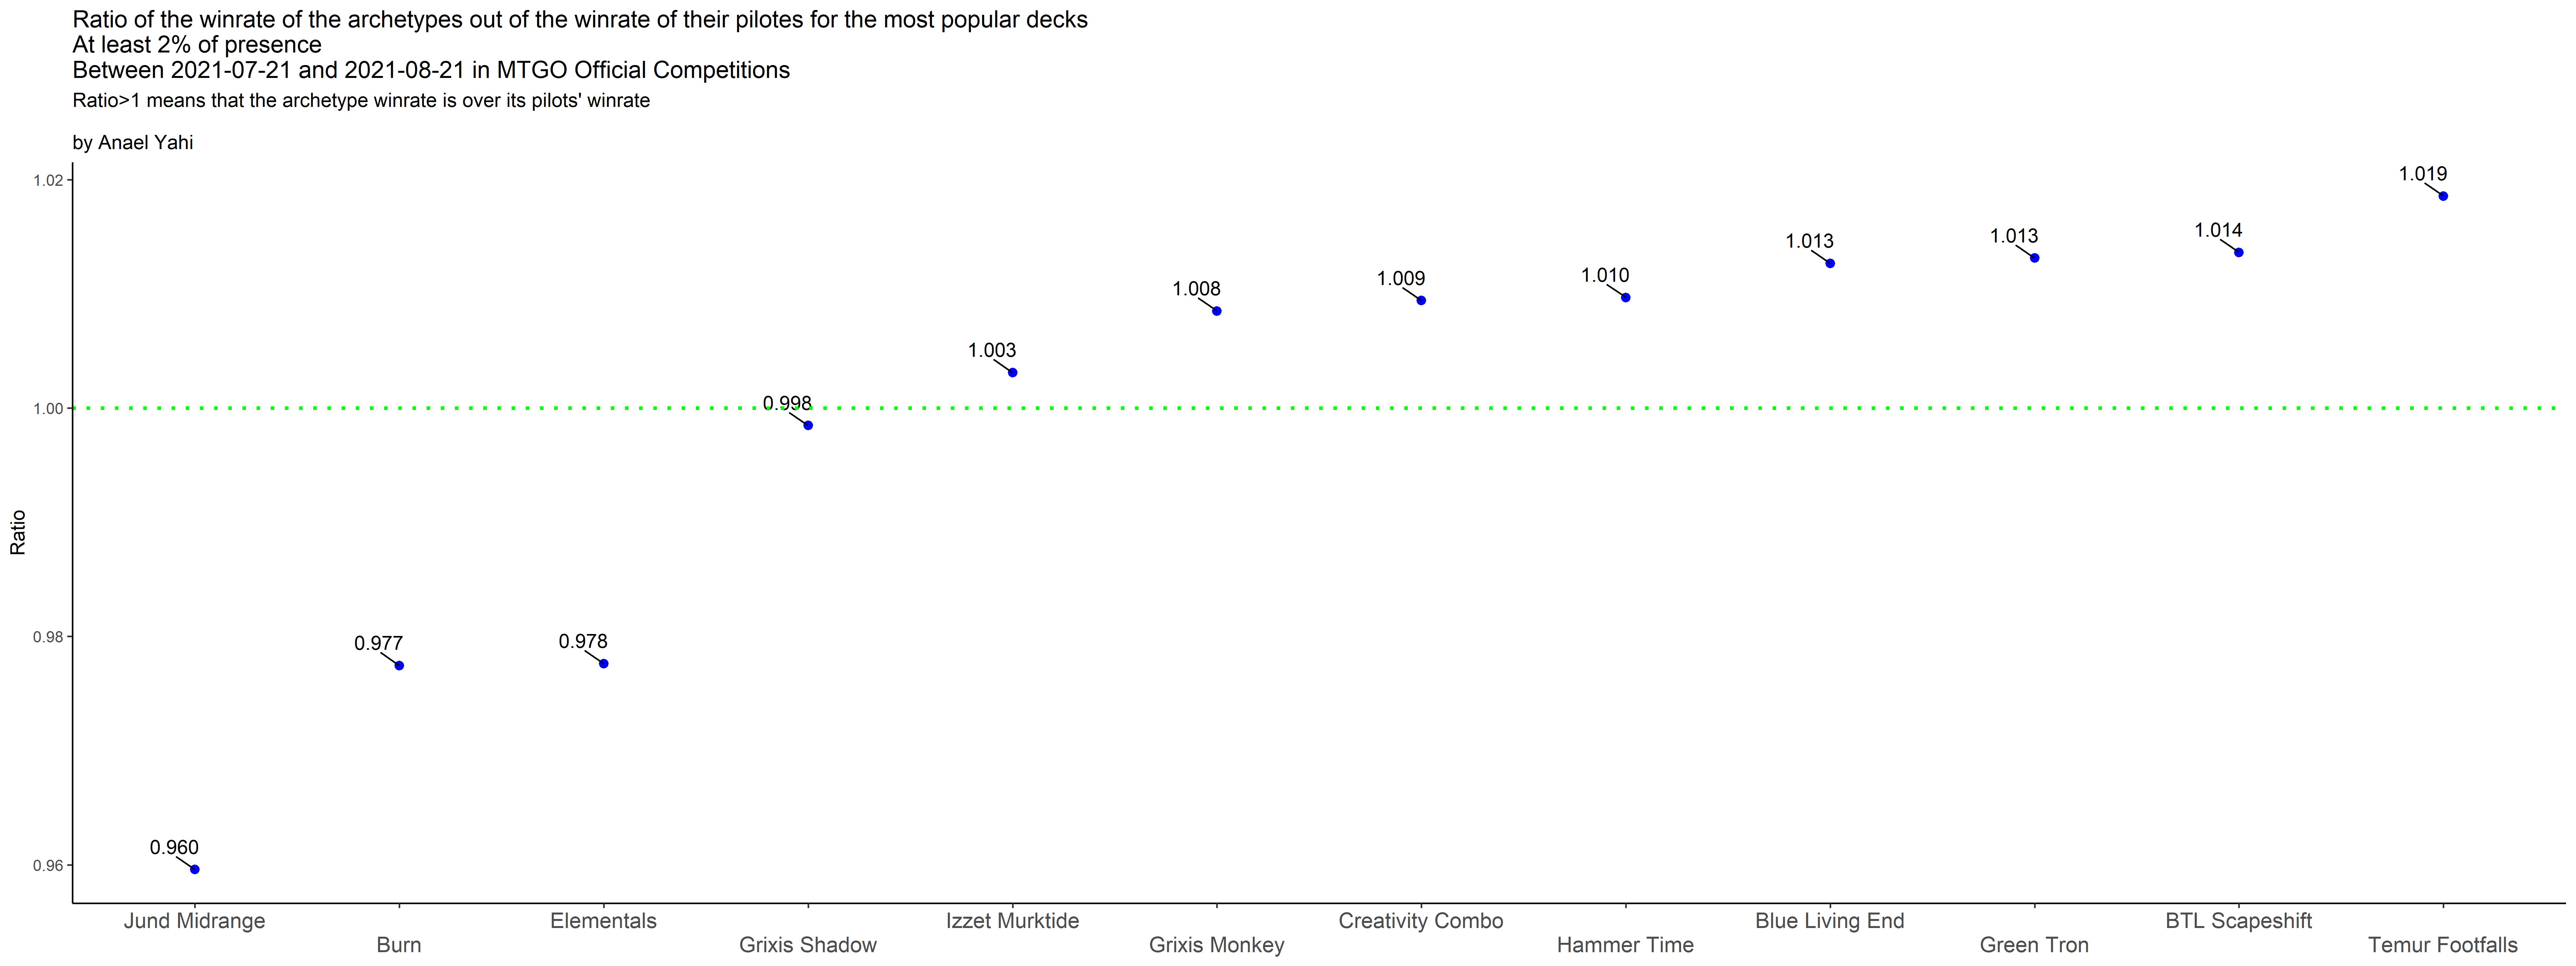 Ratio of the winrate of the archetypes out of the winrate of their pilotes for the most popular decks
At least 2% of presence
Between 2021-07-21 and 2021-08-21 in MTGO Official Competitions
Ratio>1 means that the archetype winrate is over its pilots' winrate
by Anael Yahi
1.02
1.00
0.98
0.96
Ratio
0.960
0.977
0.978
0.998
1.003
1.008
1.009
1.010
1.013
1.013
1.014
1.019
Jund Midrange
Burn
Elementals
Grixis Shadow
Izzet Murktide
Grixis Monkey
Creativity Combo
Hammer Time
Blue Living End
Green Tron
BTL Scapeshift
Temur Footfalls